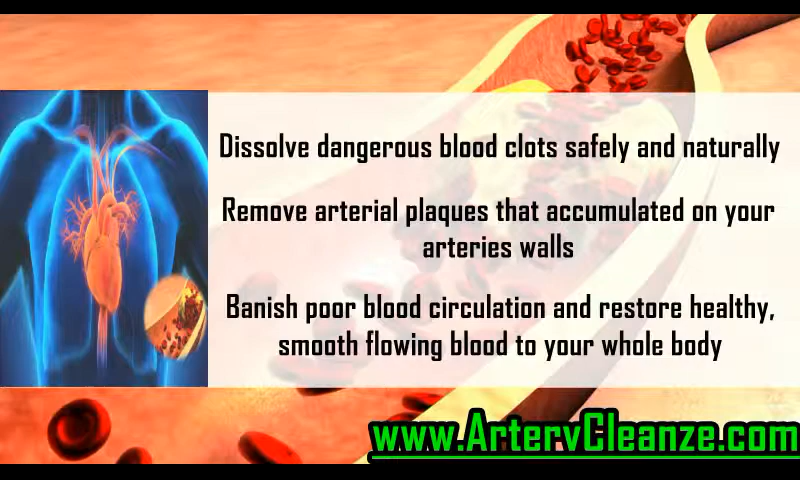 Dissolve dangerous blood clots safely and naturally
Remove arterial plaques that accumulated on your
arteries walls
Banish poor blood circulation and restore healthy,
smooth flowing blood to your whole body
www.ArtervCleanze.com